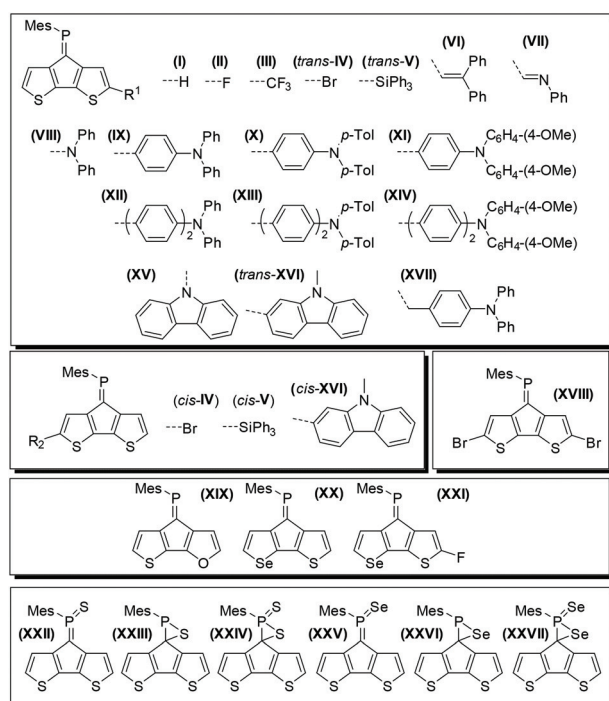 Mes
P
S S R¹
(I) (II) (III) (trans-IV) (trans-V) (VI) (VII)
H F CF₃ Br SiPh₃ Ph Ph N Ph
(VIII) (IX) (X) (XI)
N Ph Ph N Ph Ph N p-Tol p-Tol N C₆H₄-(4-OMe) C₆H₄-(4-OMe)
(XII) (XIII) (XIV)
( )₂ N Ph Ph ( )₂ N p-Tol p-Tol ( )₂ N C₆H₄-(4-OMe) C₆H₄-(4-OMe)
(XV) (trans-XVI) (XVII)
N N N Ph Ph
Mes
P
R₂ S S
(cis-IV) (cis-V) (cis-XVI)
Br SiPh₃ N
Mes (XVIII)
P
Br S S Br
Mes (XIX) Mes (XX) Mes (XXI)
P P P
S O Se S Se S F
Mes P S Mes P S Mes P S S Mes P Se Mes P Se Mes P Se Se
(XXII) (XXIII) (XXIV) (XXV) (XXVI) (XXVII)
S S S S S S S S S S S S